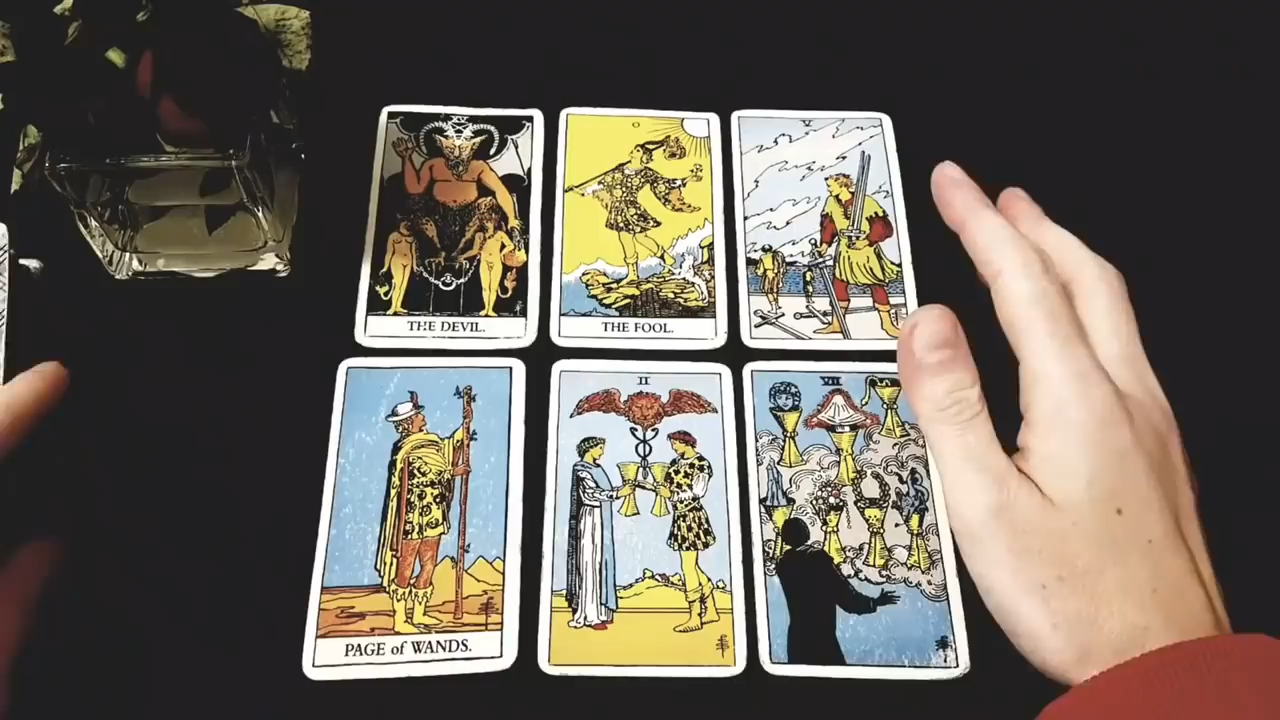 XV
THE DEVIL.
0
THE FOOL.
V
PAGE of WANDS.
II
VII